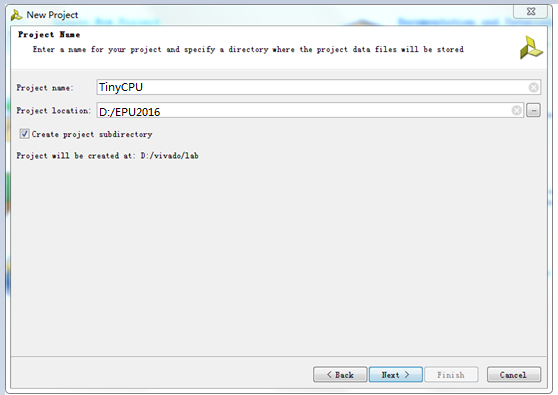 New Project
Project Name
Enter a name for your project and specify a directory where the project data files will be stored
Project name: TinyCPU
Project location: D:/EPU2016
Create project subdirectory
Project will be created at: D:/vivado/lab
< Back Next > Finish Cancel